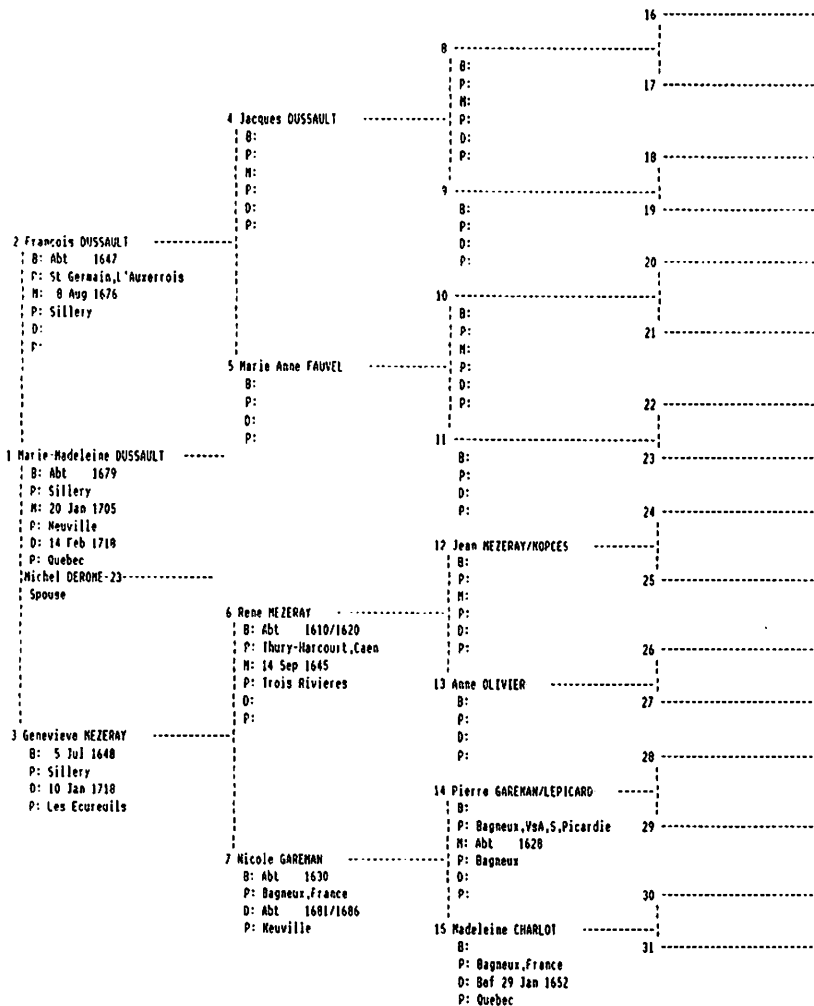 16
8
B:
P:
M:
17
P:
4 Jacques DUSSAULT
D:
B:
P:
P:
M:
18
P:
9
D:
B:
19
P:
P:
2 Francois DUSSAULT
D:
B: Abt 1647
P:
20
P: St Germain,L'Auxerrois
M: 8 Aug 1676
10
P: Sillery
B:
D:
P:
21
P:
M:
5 Marie Anne FAUVEL
P:
B:
D:
P:
P:
22
D:
P:
11
1 Marie-Madeleine DUSSAULT
B:
23
B: Abt 1679
P:
P: Sillery
D:
M: 20 Jan 1705
P:
24
P: Neuville
D: 14 Feb 1718
12 Jean MEZERAY/NOPCES
P: Quebec
B:
Michel DEROME-23
P:
25
Spouse
M:
6 Rene MEZERAY
P:
B: Abt 1610/1620
D:
P: Thury-Harcourt,Caen
P:
26
M: 14 Sep 1645
P: Trois Rivieres
13 Anne OLIVIER
D:
B:
27
P:
P:
3 Genevieve MEZERAY
D:
B: 5 Jul 1648
P:
28
P: Sillery
D: 10 Jan 1718
14 Pierre GAREMAN/LEPICARD
P: Les Ecureuils
B:
P: Bagneux,VsA,S,Picardie
29
M: Abt 1628
7 Nicole GAREMAN
P: Bagneux
B: Abt 1630
D:
P: Bagneux,France
P:
30
D: Abt 1681/1686
P: Neuville
15 Madeleine CHARLOT
B:
31
P: Bagneux,France
D: Bef 29 Jan 1652
P: Quebec